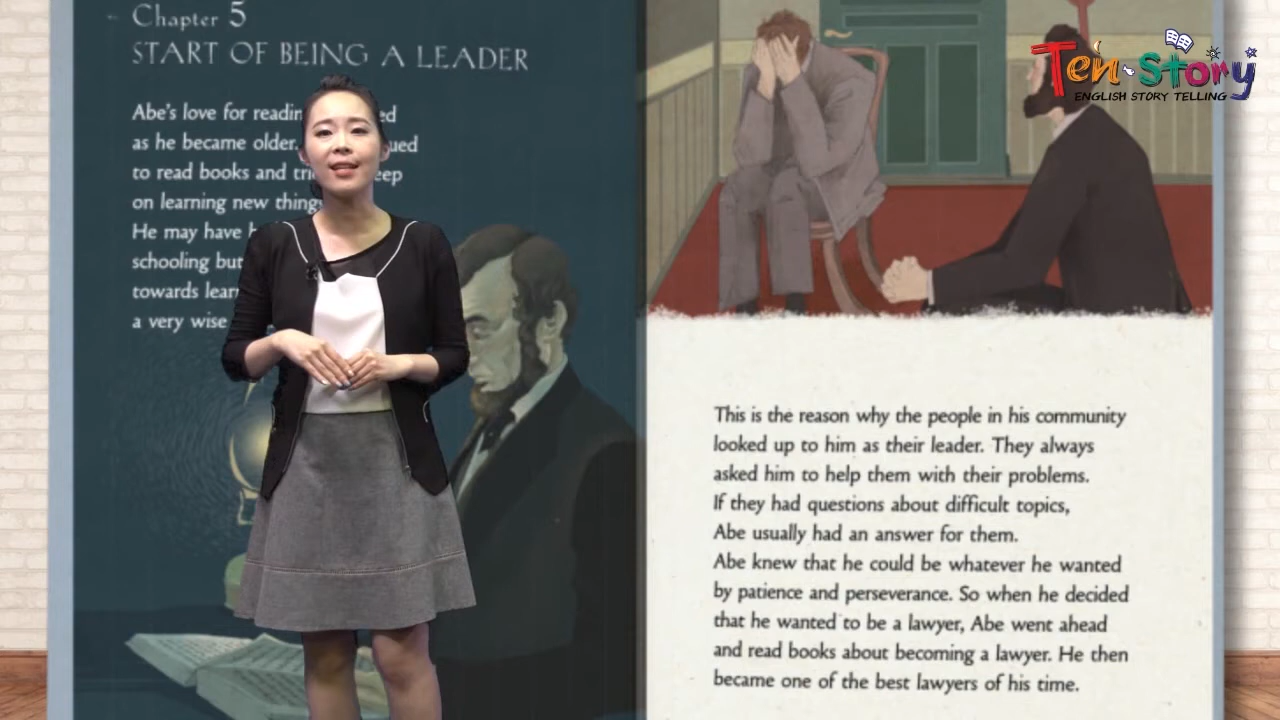 Chapter 5
START OF BEING A LEADER
Abe's love for
as he became older.
to read books and
on learning new
He may have
schooling but
towards
a very wise
Ten Story
ENGLISH STORY TELLING
This is the reason why the people in his community
looked up to him as their leader. They always
asked him to help them with their problems.
If they had questions about difficult topics,
Abe usually had an answer for them.
Abe knew that he could be whatever he wanted
by patience and perseverance. So when he decided
that he wanted to be a lawyer, Abe went ahead
and read books about becoming a lawyer. He then
became one of the best lawyers of his time.